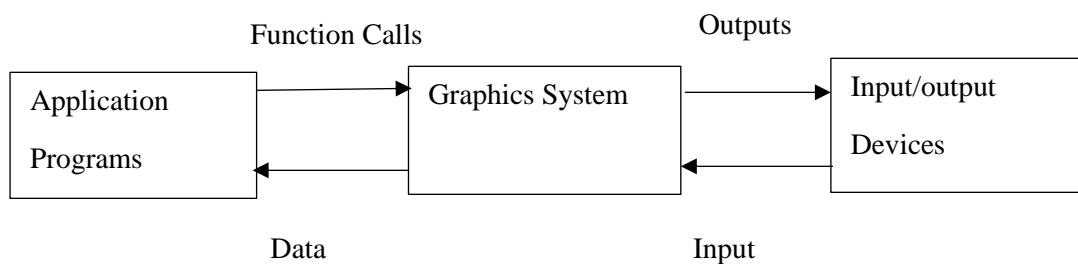 Function Calls
Outputs
Application
Programs
Graphics System
Input/output
Devices
Data
Input